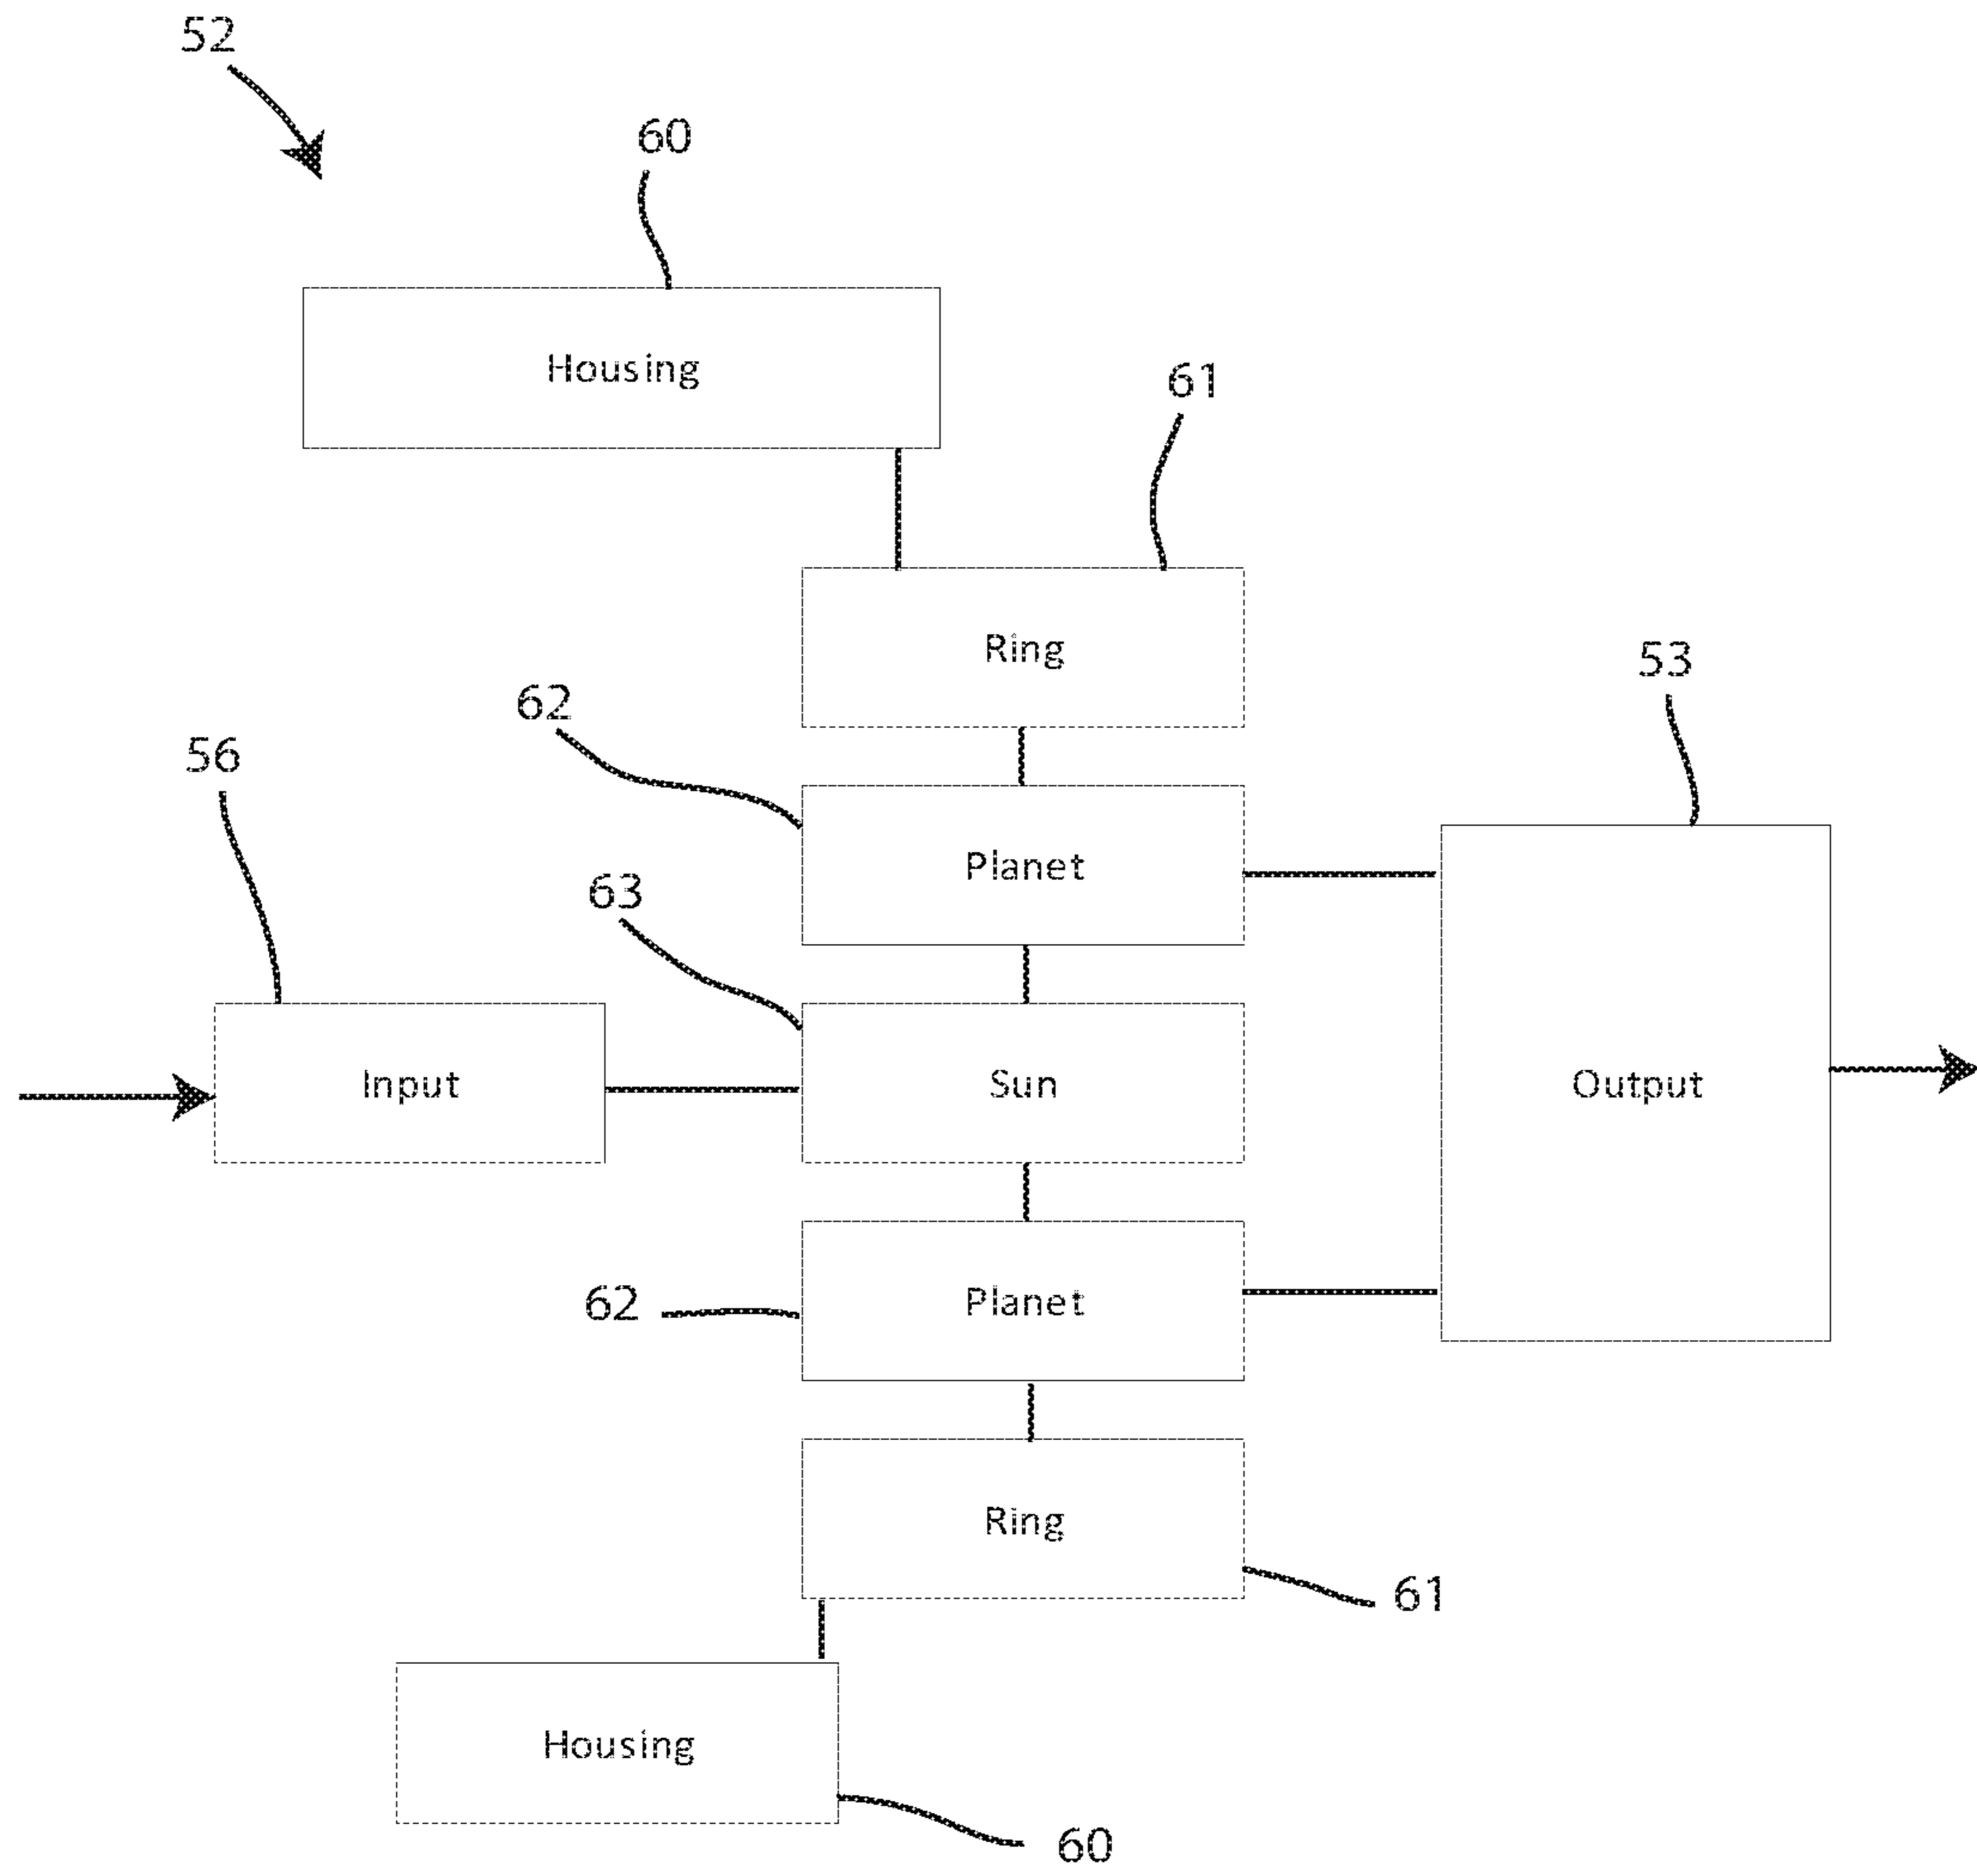 52
60
Housing
61
Ring
53
62
56
Planet
63
Input
Sun
Output
62
Planet
Ring
61
Housing
60